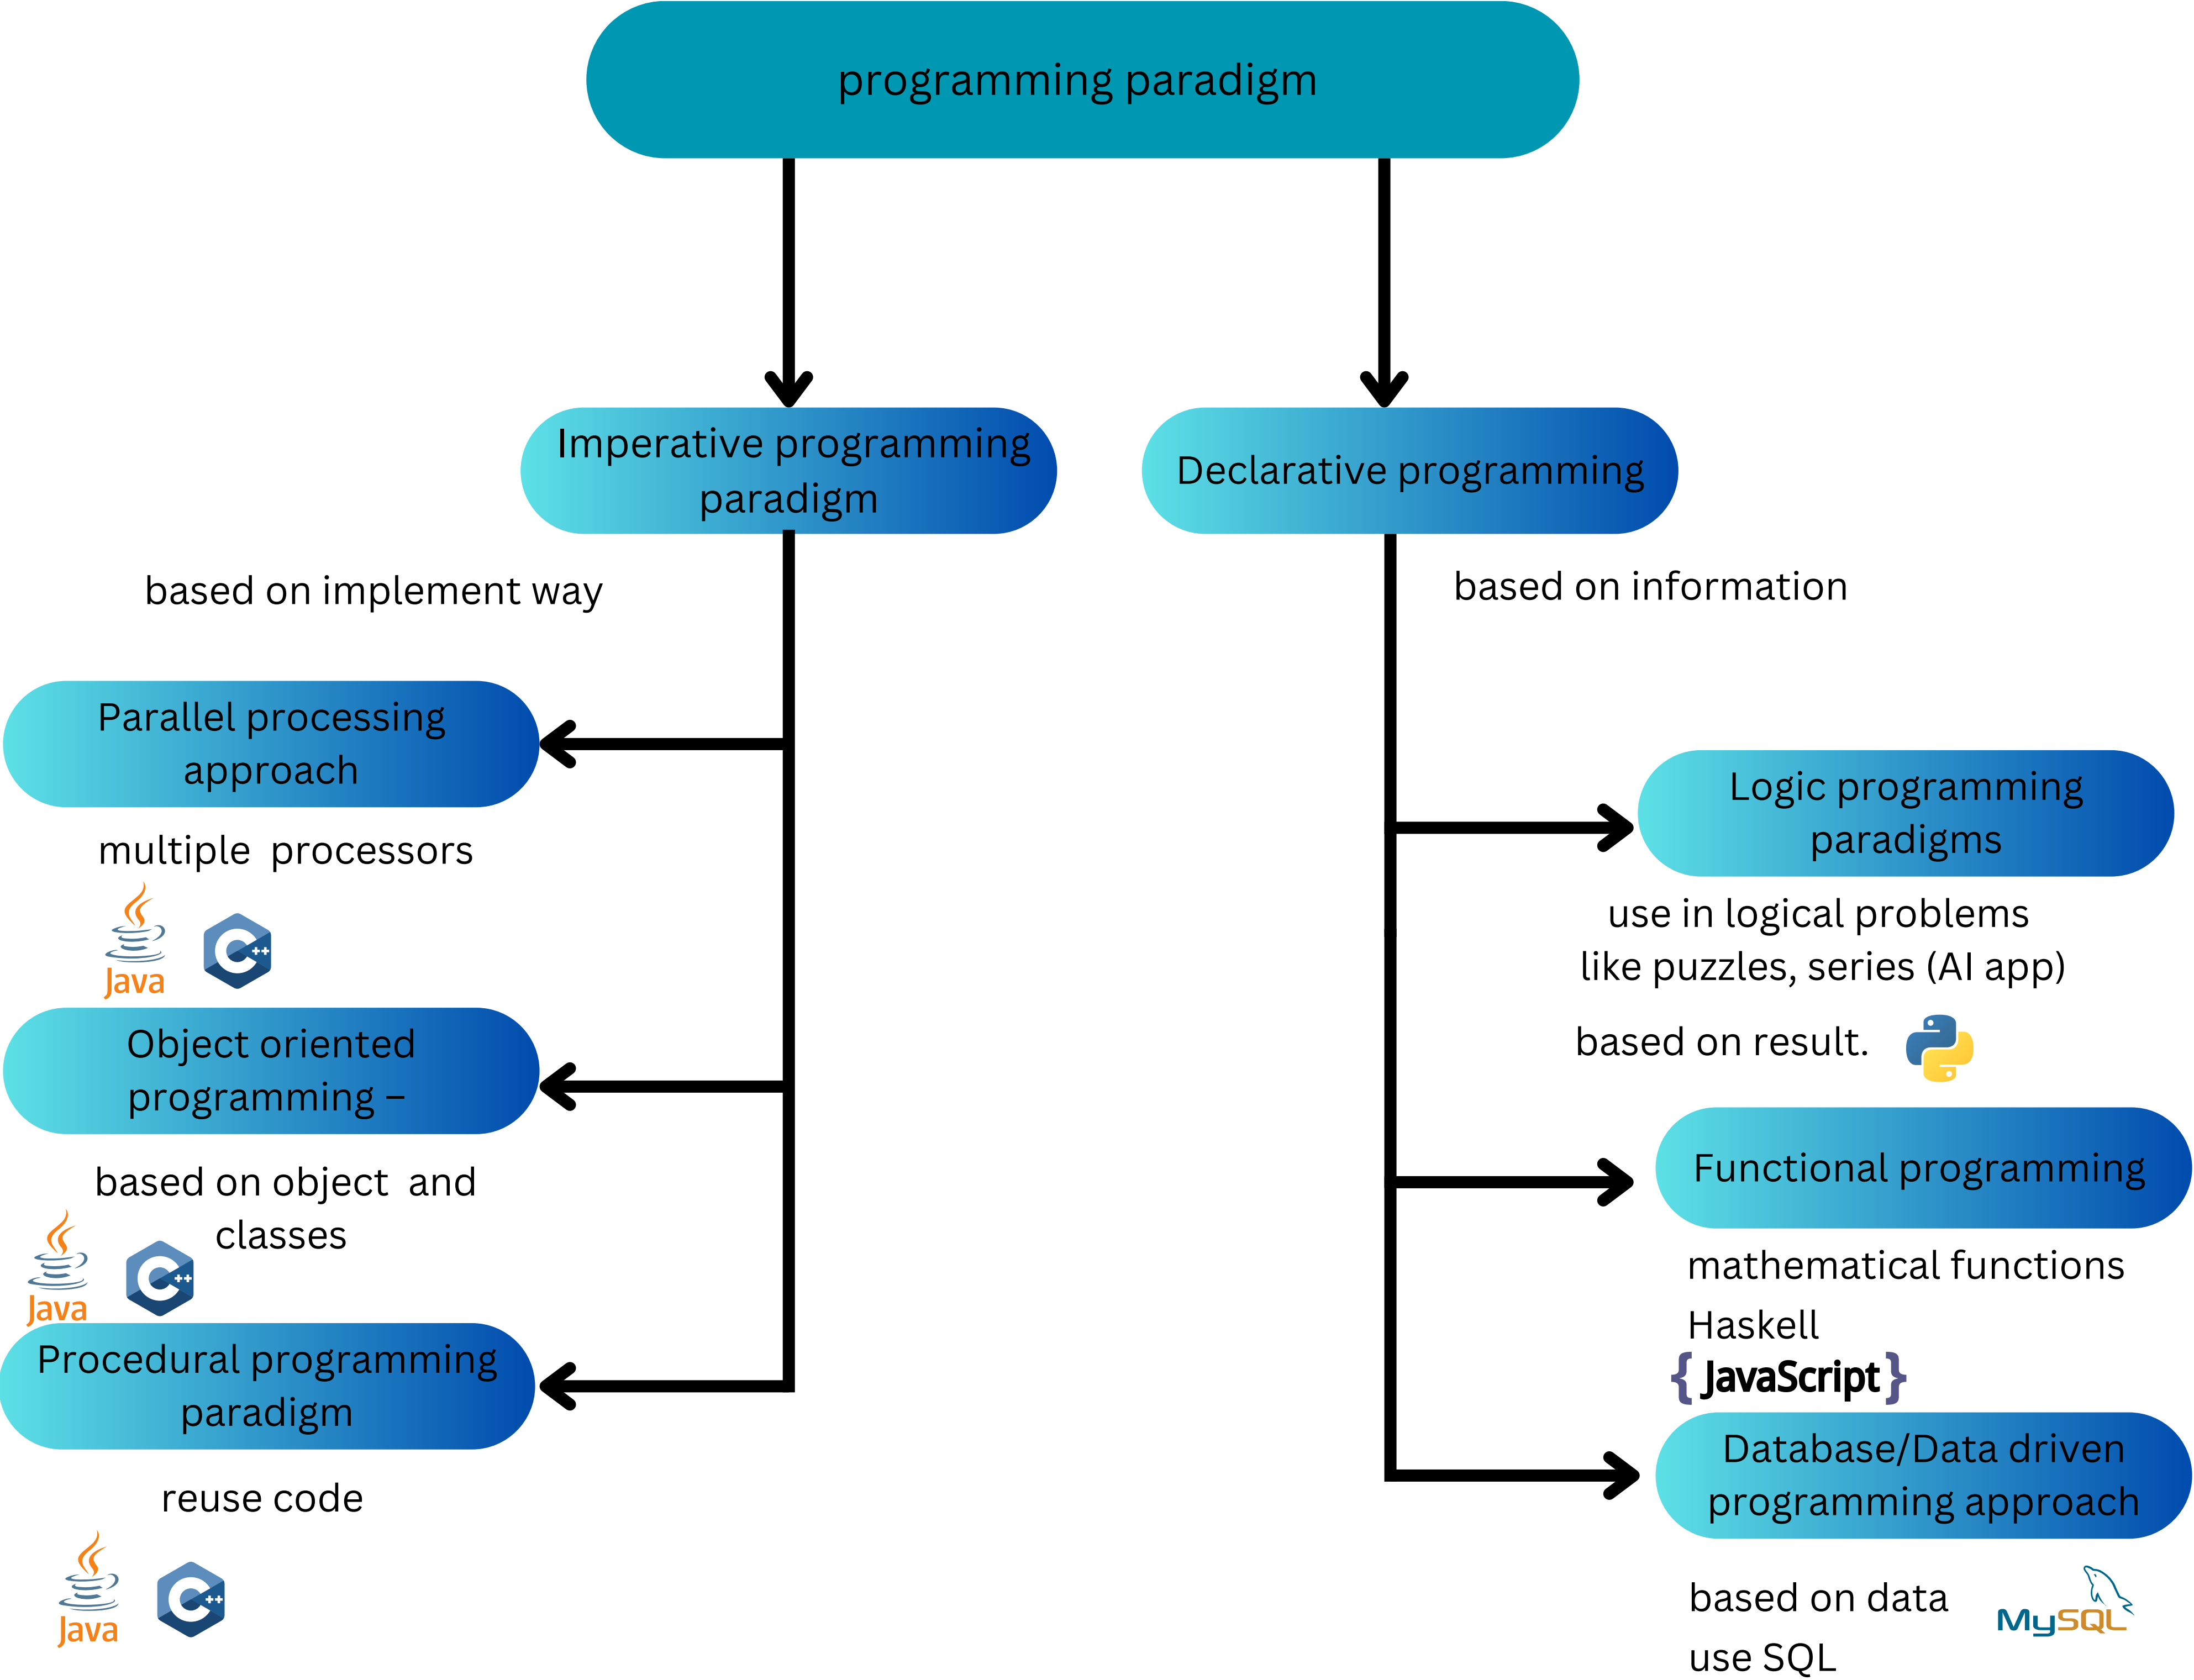 programming paradigm
Imperative programming
paradigm
Declarative programming
based on implement way
based on information
Parallel processing
approach
multiple processors
Java
C++
Object oriented
programming –
based on object and
classes
Java
C++
Procedural programming
paradigm
reuse code
Java
C++
Logic programming
paradigms
use in logical problems
like puzzles, series (AI app)
based on result.
Functional programming
mathematical functions
Haskell
{ JavaScript }
Database/Data driven
programming approach
based on data
MySQL
use SQL